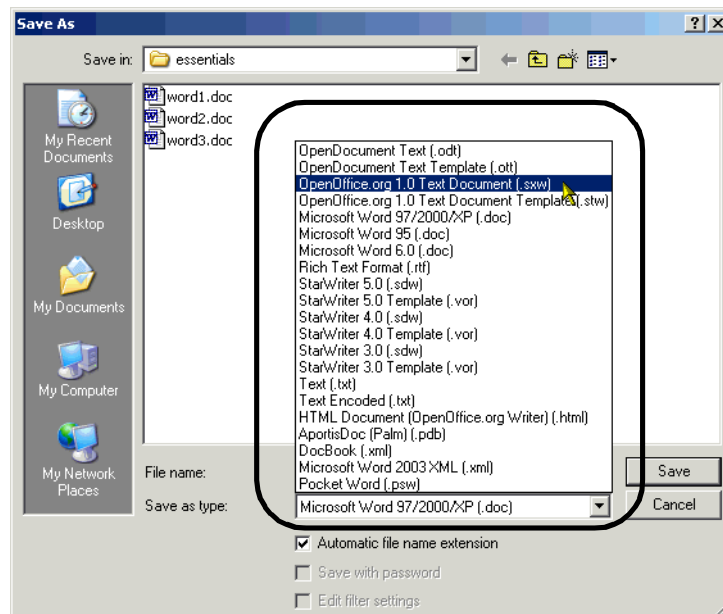 Save As
Save in:
essentials
My Recent
Documents
Desktop
My Documents
My Computer
My Network
Places
word1.doc
word2.doc
word3.doc
OpenDocument Text (.odt)
OpenDocument Text Template (.ott)
OpenOffice.org 1.0 Text Document (.sxw)
OpenOffice.org 1.0 Text Document Template (.stw)
Microsoft Word 97/2000/XP (.doc)
Microsoft Word 95 (.doc)
Microsoft Word 6.0 (.doc)
Rich Text Format (.rtf)
StarWriter 5.0 (.sdw)
StarWriter 5.0 Template (.vor)
StarWriter 4.0 (.sdw)
StarWriter 4.0 Template (.vor)
StarWriter 3.0 (.sdw)
StarWriter 3.0 Template (.vor)
Text (.txt)
Text Encoded (.txt)
HTML Document (OpenOffice.org Writer) (.html)
AportisDoc (Palm) (.pdb)
DocBook (.xml)
Microsoft Word 2003 XML (.xml)
Pocket Word (.psw)
File name:
Save
Save as type:
Microsoft Word 97/2000/XP (.doc)
Cancel
Automatic file name extension
Save with password
Edit filter settings